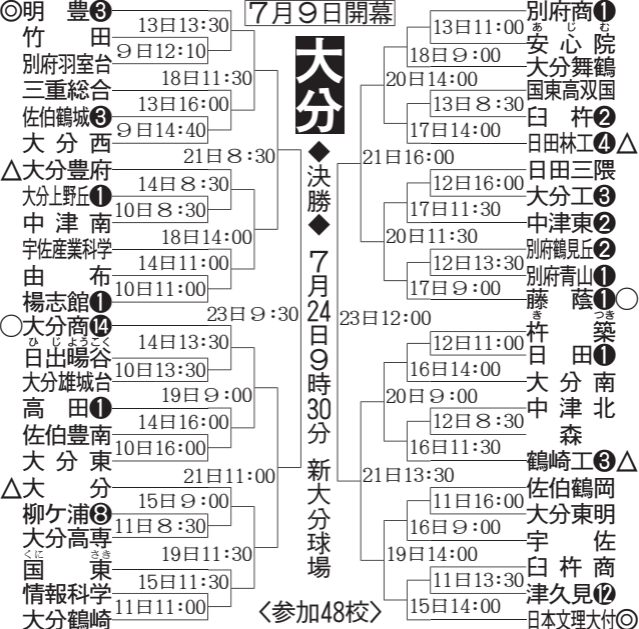 7月9日開幕
大分
◆決勝◆ 7月24日9時30分 新大分球場
〈参加48校〉
◎明豊❸
竹田
別府羽室台
三重総合
佐伯鶴城❸
大分西
△大分豊府
大分上野丘❶
中津南
宇佐産業科学
由布
楊志館❶
○大分商⓮
ひじようこく
日出暘谷
大分雄城台
高田❶
佐伯豊南
大分東
△大分
柳ケ浦❽
大分高専
くにさき
国東
情報科学
大分鶴崎
13日13:30
9日12:10
18日11:30
13日16:00
9日14:40
21日8:30
14日8:30
10日8:30
18日14:00
14日11:00
10日11:00
23日9:30
14日13:30
10日13:30
19日9:00
14日16:00
10日16:00
21日11:00
15日9:00
11日8:30
19日11:30
15日11:30
11日11:00
13日11:00
18日9:00
20日14:00
13日8:30
17日14:00
21日16:00
12日16:00
17日11:30
20日11:30
12日13:30
17日9:00
23日12:00
12日11:00
16日14:00
20日9:00
12日8:30
16日11:30
21日13:30
11日16:00
16日9:00
19日14:00
11日13:30
15日14:00
別府商❶
あじむ
安心院
大分舞鶴
国東高双国
臼杵❷
日田林工❹△
日田三隈
大分工❸
中津東❷
別府鶴見丘❷
別府青山❶
藤蔭❶○
きつき
杵築
日田❶
大分南
中津北
森
鶴崎工❸△
佐伯鶴岡
大分東明
宇佐
臼杵商
津久見⓬
日本文理大付◎